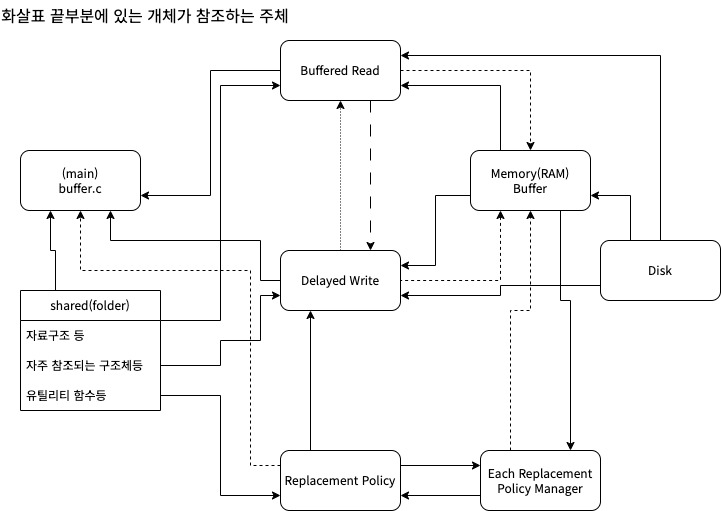 화살표 끝부분에 있는 개체가 참조하는 주체
Buffered Read
(main)
buffer.c
Memory(RAM)
Buffer
Delayed Write
Disk
shared(folder)
자료구조 등
자주 참조되는 구조체등
유틸리티 함수등
Replacement Policy
Each Replacement
Policy Manager